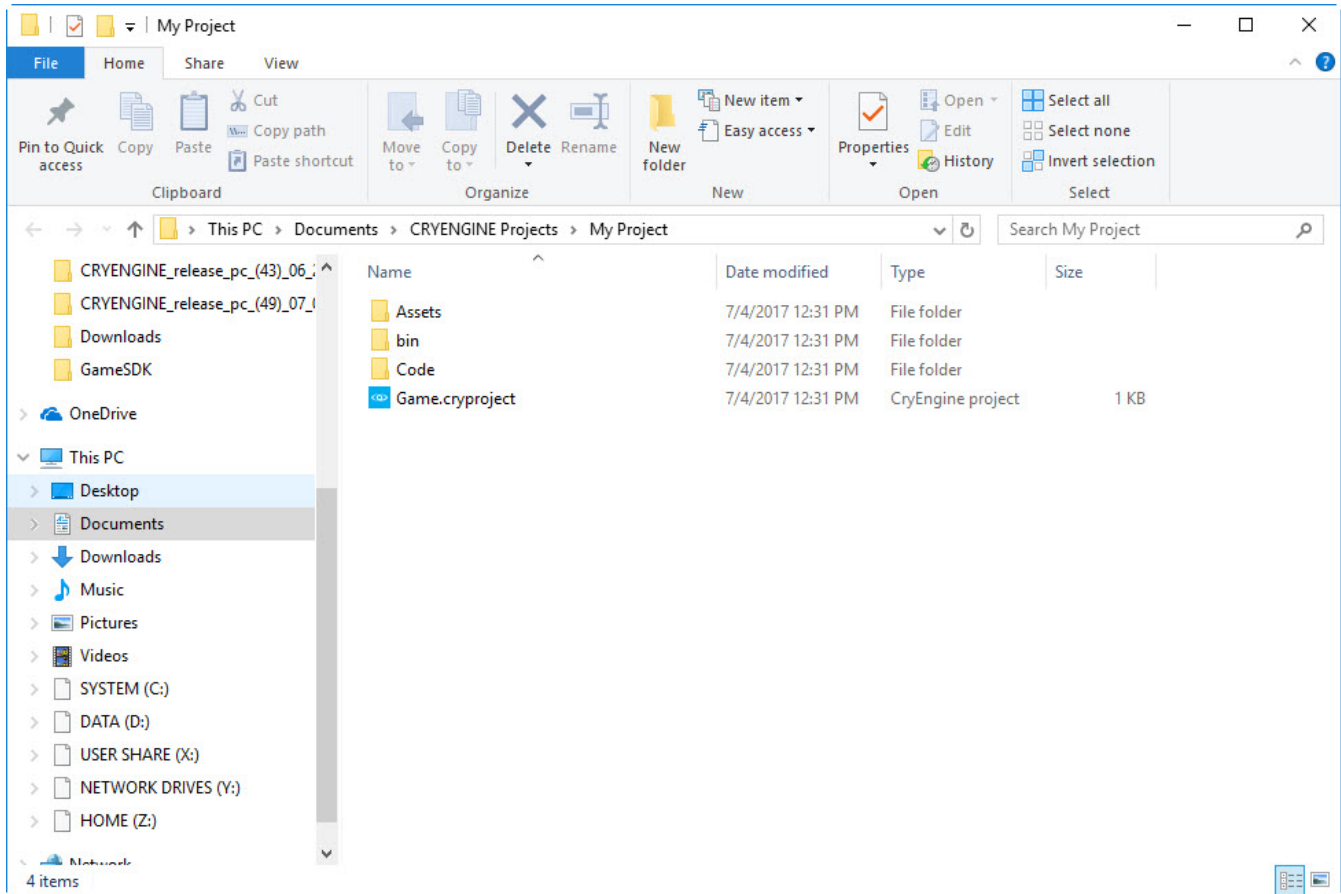 My Project
File Home Share View
Pin to Quick access
Copy
Paste
Cut
Copy path
Paste shortcut
Clipboard
Move to
Copy to
Delete
Rename
Organize
New folder
New item
Easy access
New
Properties
Open
Edit
History
Open
Select all
Select none
Invert selection
Select
This PC > Documents > CRYENGINE Projects > My Project
Search My Project
CRYENGINE_release_pc_(43)_06_
CRYENGINE_release_pc_(49)_07_
Downloads
GameSDK
OneDrive
This PC
Desktop
Documents
Downloads
Music
Pictures
Videos
SYSTEM (C:)
DATA (D:)
USER SHARE (X:)
NETWORK DRIVES (Y:)
HOME (Z:)
Network
Name Date modified Type Size
Assets 7/4/2017 12:31 PM File folder
bin 7/4/2017 12:31 PM File folder
Code 7/4/2017 12:31 PM File folder
Game.cryproject 7/4/2017 12:31 PM CryEngine project 1 KB
4 items